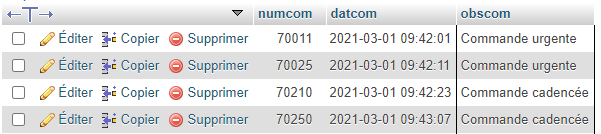 numcom datcom obscom
Éditer Copier Supprimer 70011 2021-03-01 09:42:01 Commande urgente
Éditer Copier Supprimer 70025 2021-03-01 09:42:11 Commande urgente
Éditer Copier Supprimer 70210 2021-03-01 09:42:23 Commande cadencée
Éditer Copier Supprimer 70250 2021-03-01 09:43:07 Commande cadencée